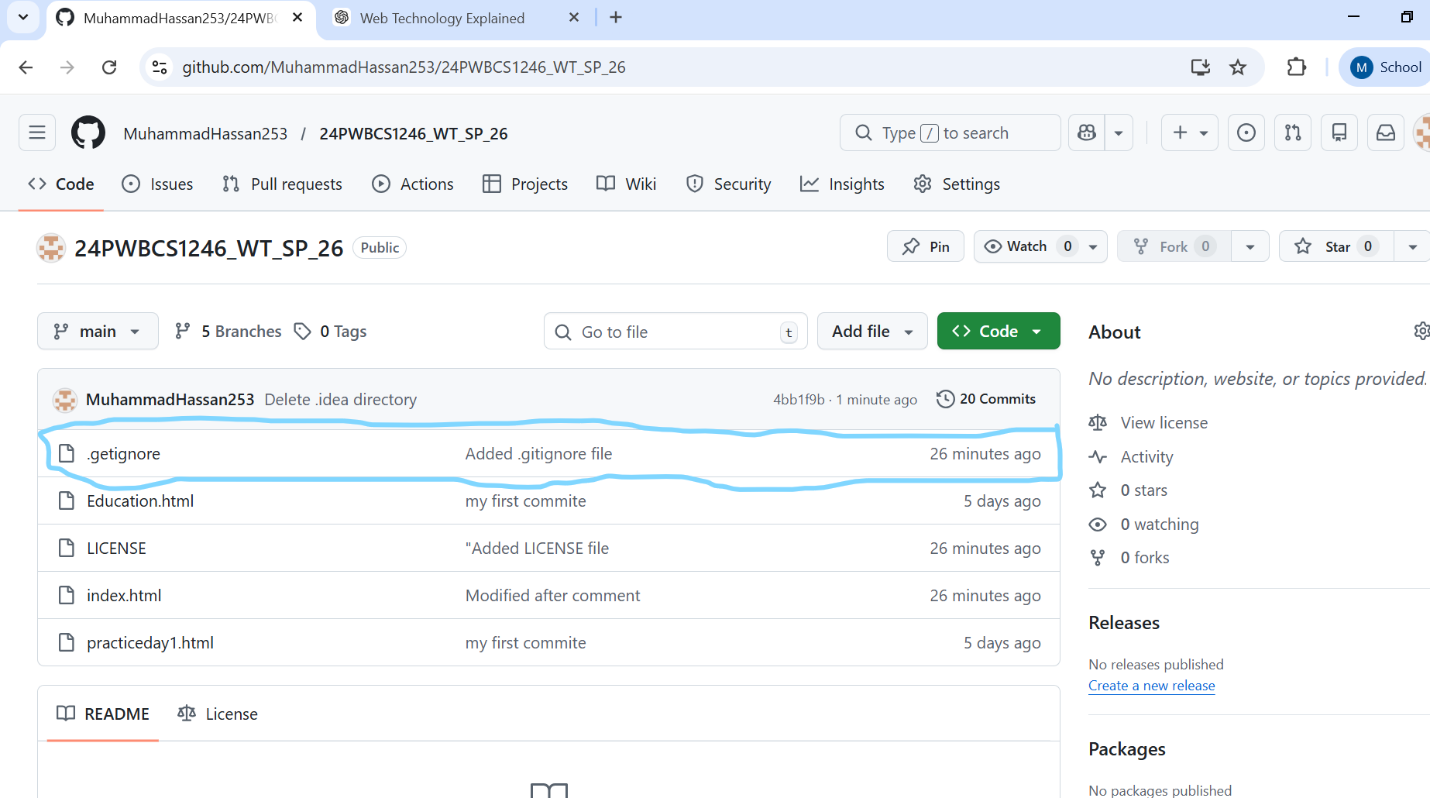 MuhammadHassan253/24PWBC
Web Technology Explained
github.com/MuhammadHassan253/24PWBCS1246_WT_SP_26
M School
MuhammadHassan253 / 24PWBCS1246_WT_SP_26
Type / to search
Code Issues Pull requests Actions Projects Wiki Security Insights Settings
24PWBCS1246_WT_SP_26 Public
Pin Watch 0 Fork 0 Star 0
main 5 Branches 0 Tags
Go to file t
Add file Code
About
No description, website, or topics provided.
MuhammadHassan253 Delete .idea directory 4bb1f9b · 1 minute ago 20 Commits
.getignore Added .gitignore file 26 minutes ago
Education.html my first commite 5 days ago
LICENSE "Added LICENSE file 26 minutes ago
index.html Modified after comment 26 minutes ago
practiceday1.html my first commite 5 days ago
View license
Activity
0 stars
0 watching
0 forks
Releases
No releases published
Create a new release
README License
Packages
No packages published